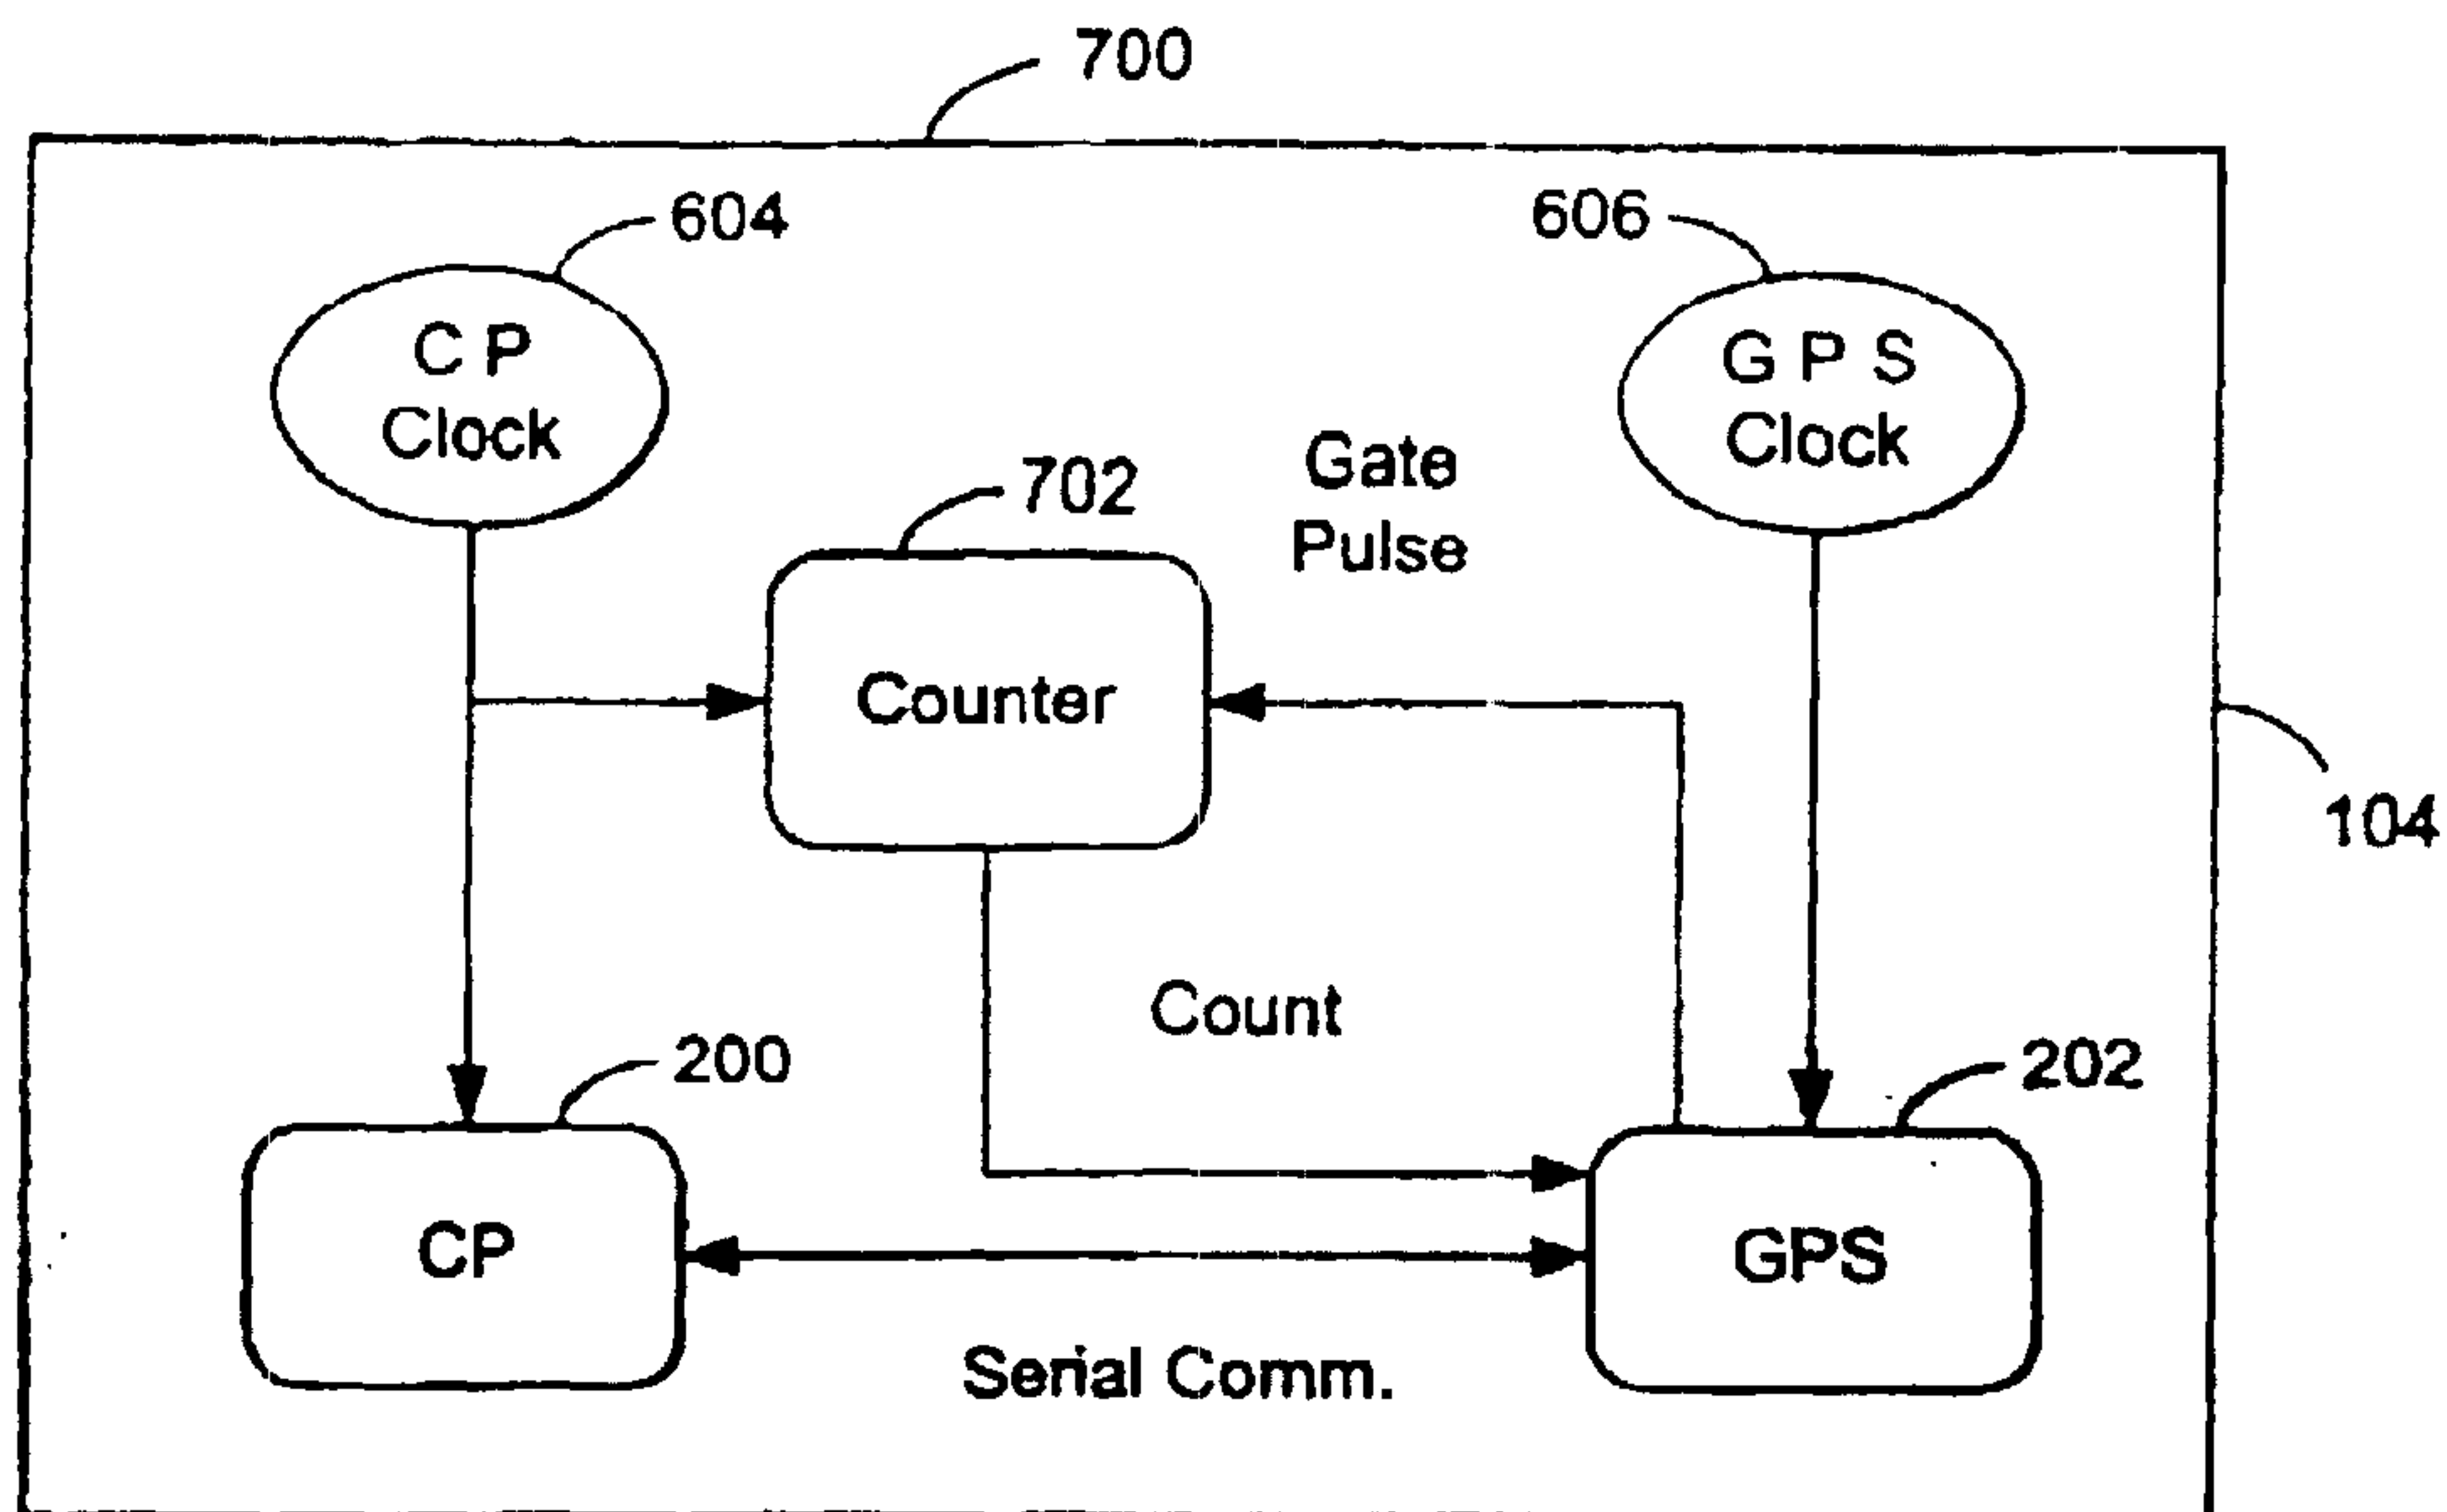 700
604
606
C P
Clock
G P S
Clock
702
Gate
Pulse
Counter
104
Count
200
202
CP
GPS
Serial Comm.